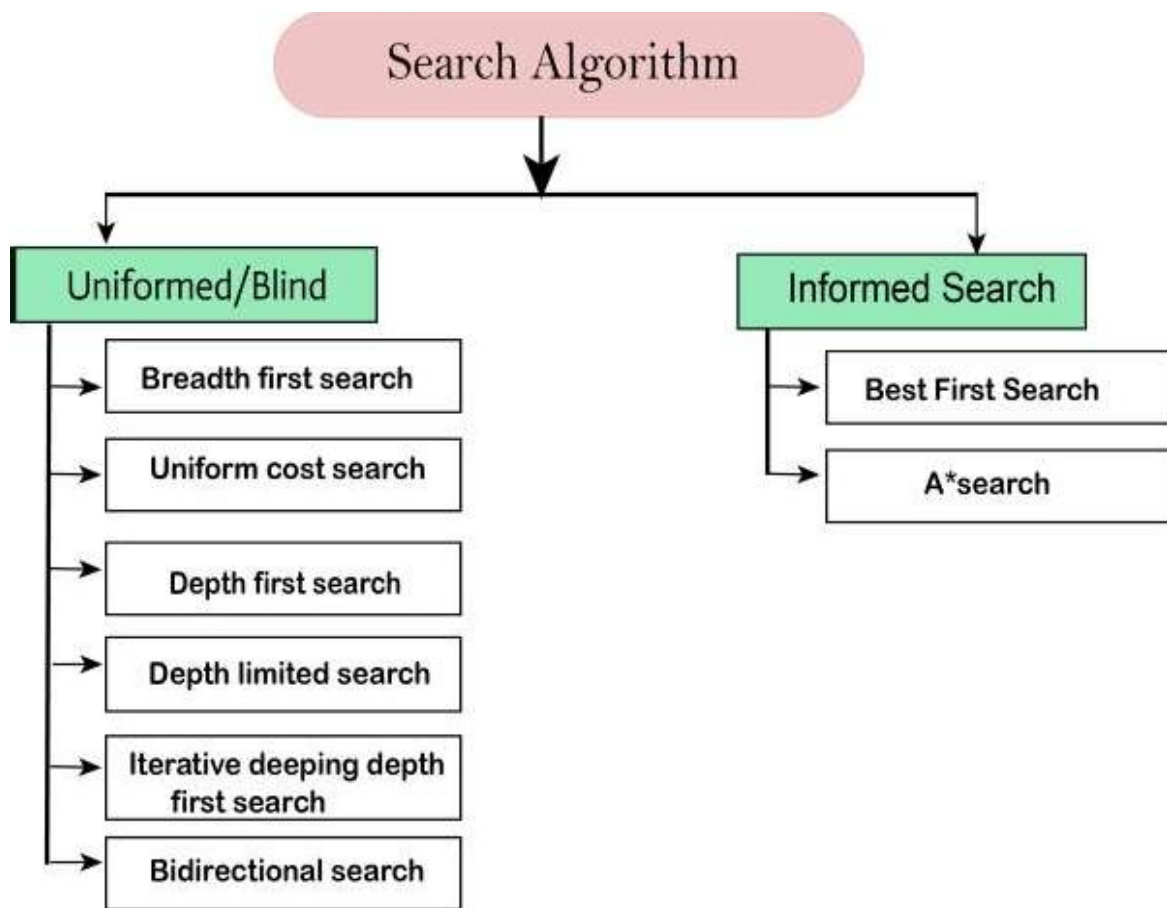 Search Algorithm
Uniformed/Blind
Breadth first search
Uniform cost search
Depth first search
Depth limited search
Iterative deeping depth
first search
Bidirectional search
Informed Search
Best First Search
A*search